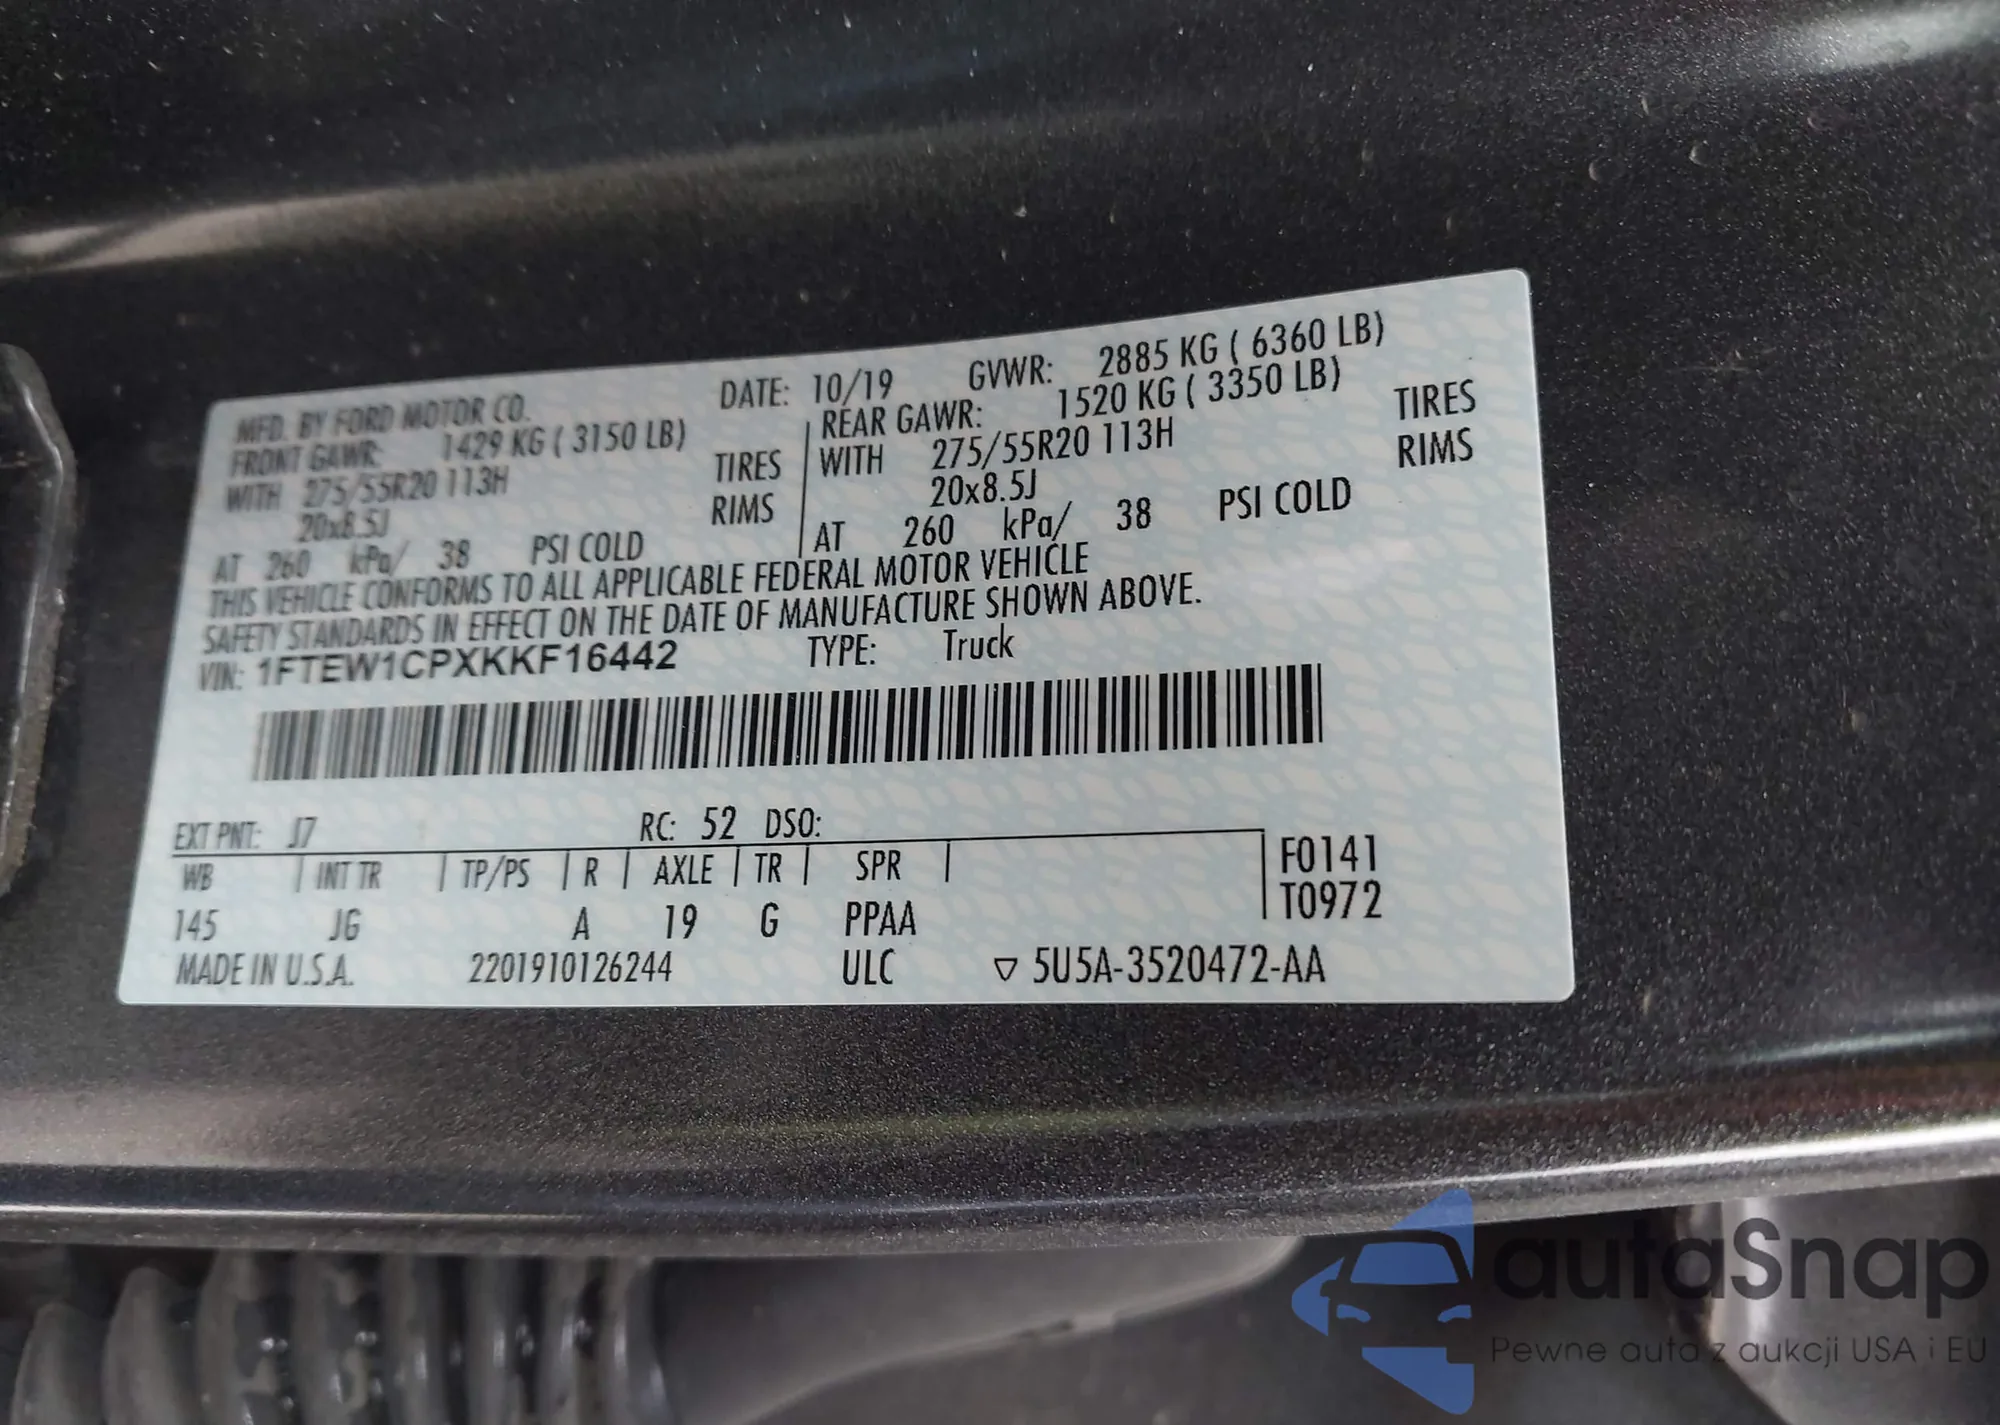 MFD. BY FORD MOTOR CO. DATE: 10/19 GVWR: 2885 KG ( 6360 LB)
FRONT GAWR: 1429 KG ( 3150 LB) REAR GAWR: 1520 KG ( 3350 LB)
WITH 275/55R20 113H TIRES WITH 275/55R20 113H TIRES
20x8.5J RIMS 20x8.5J RIMS
AT 260 kPa/ 38 PSI COLD AT 260 kPa/ 38 PSI COLD
THIS VEHICLE CONFORMS TO ALL APPLICABLE FEDERAL MOTOR VEHICLE
SAFETY STANDARDS IN EFFECT ON THE DATE OF MANUFACTURE SHOWN ABOVE.
VIN: 1FTEW1CPXKKF16442 TYPE: Truck
EXT PNT: J7 RC: 52 DSO:
WB INT TR TP/PS R AXLE TR SPR F0141
145 JG A 19 G PPAA T0972
MADE IN U.S.A. 2201910126244 ULC ▽ 5U5A-3520472-AA
autaSnap
Pewne auta z aukcji USA i EU